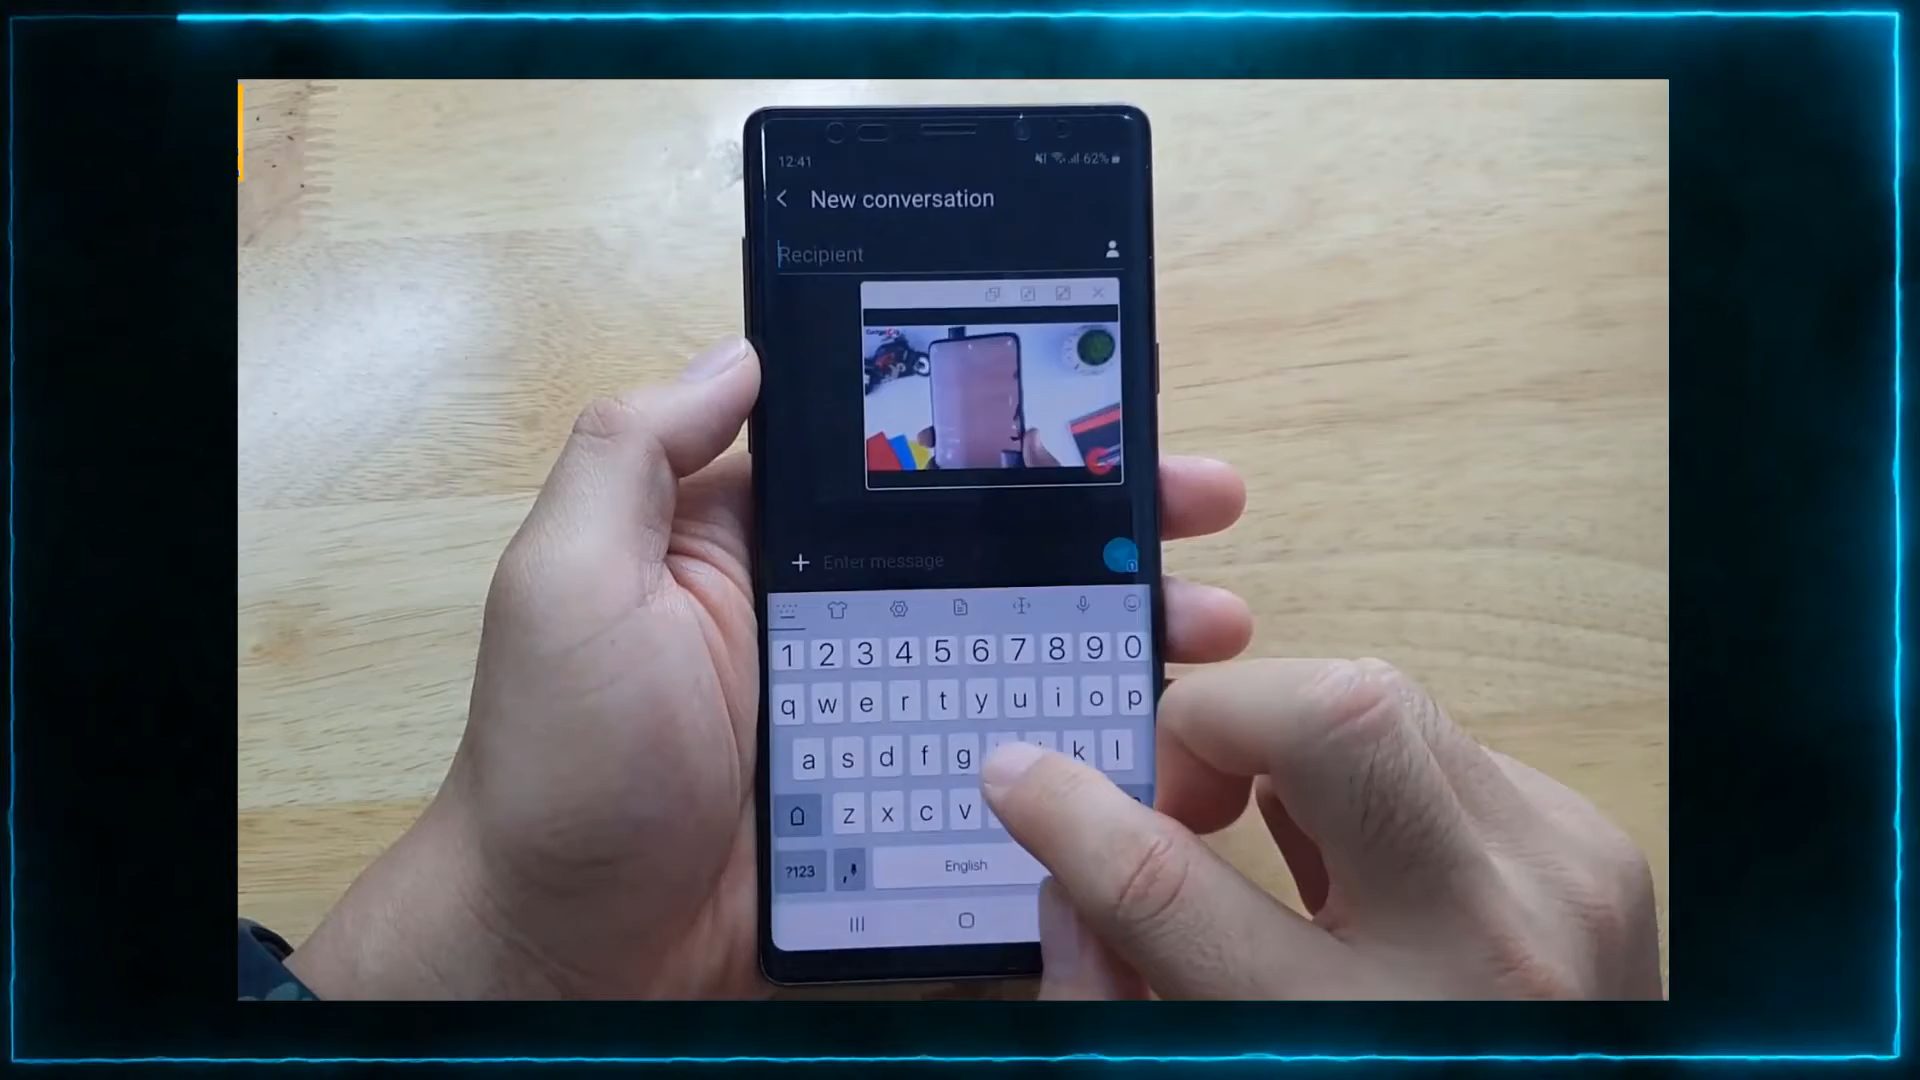 12:41
62%
New conversation
Recipient
Enter message
1 2 3 4 5 6 7 8 9 0
q w e r t y u i o p
a s d f g k l
z x c v
?123 , English